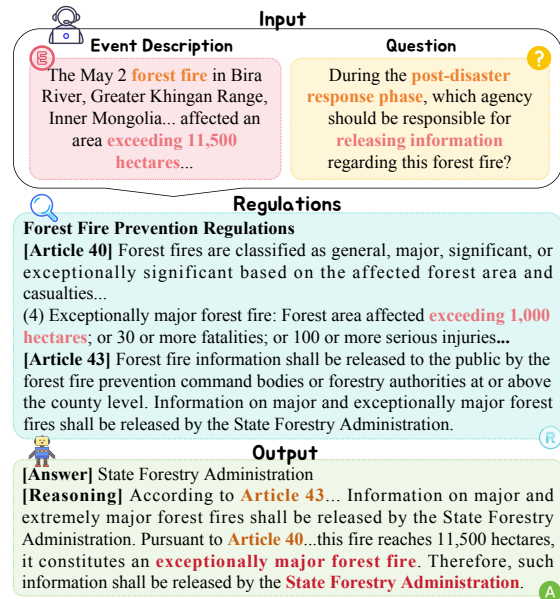 Input
Event Description
E
The May 2 forest fire in Bira
River, Greater Khingan Range,
Inner Mongolia... affected an
area exceeding 11,500
hectares...
Question
?
During the post-disaster
response phase, which agency
should be responsible for
releasing information
regarding this forest fire?
Regulations
Forest Fire Prevention Regulations
[Article 40] Forest fires are classified as general, major, significant, or
exceptionally significant based on the affected forest area and
casualties...
(4) Exceptionally major forest fire: Forest area affected exceeding 1,000
hectares; or 30 or more fatalities; or 100 or more serious injuries...
[Article 43] Forest fire information shall be released to the public by the
forest fire prevention command bodies or forestry authorities at or above
the county level. Information on major and exceptionally major forest
fires shall be released by the State Forestry Administration.
R
Output
[Answer] State Forestry Administration
[Reasoning] According to Article 43... Information on major and
extremely major forest fires shall be released by the State Forestry
Administration. Pursuant to Article 40...this fire reaches 11,500 hectares,
it constitutes an exceptionally major forest fire. Therefore, such
information shall be released by the State Forestry Administration.
A